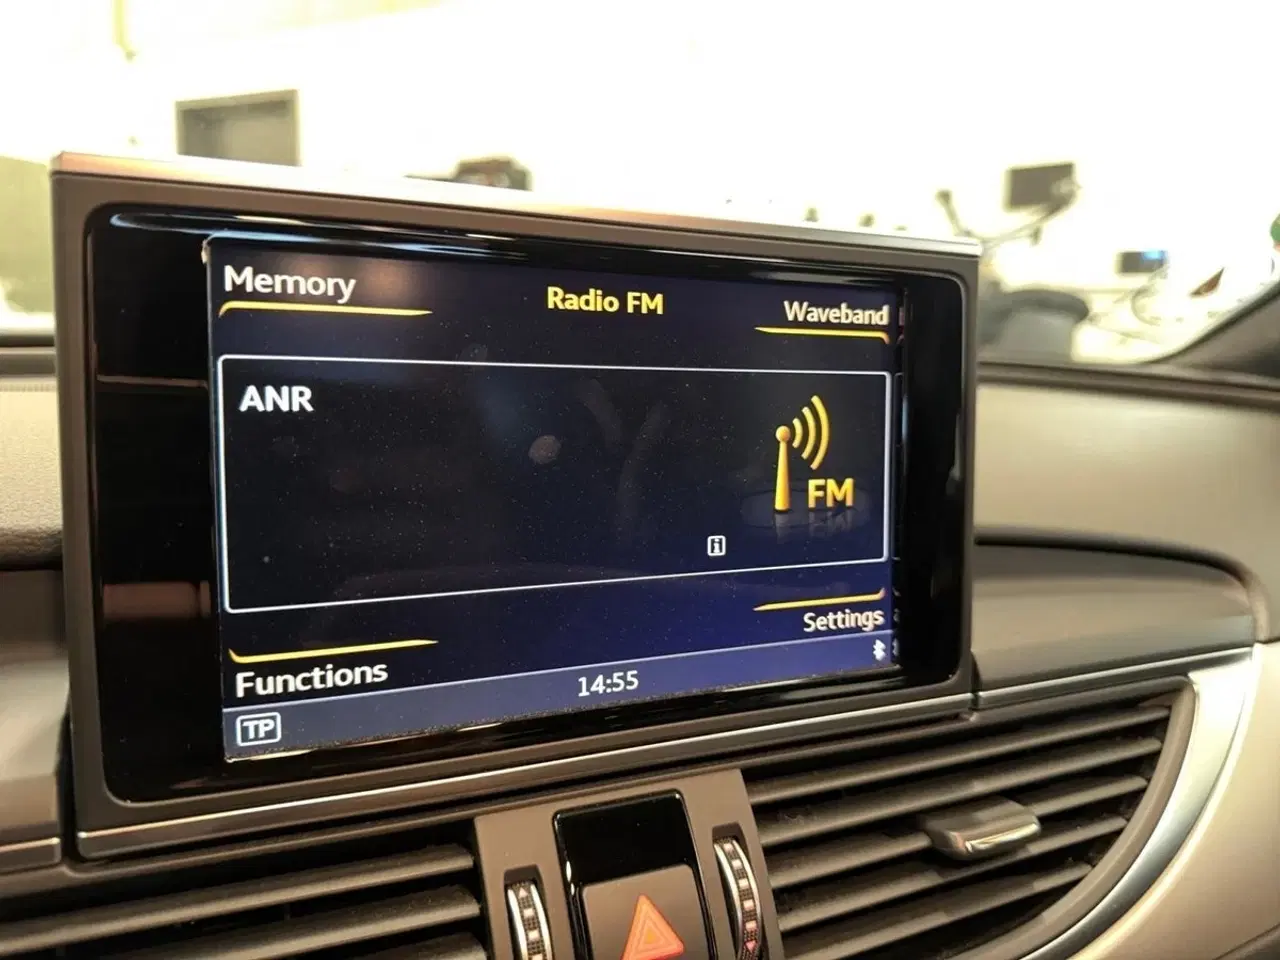 Memory
Radio FM
Waveband
ANR
FM
i
Settings
Functions
14:55
TP